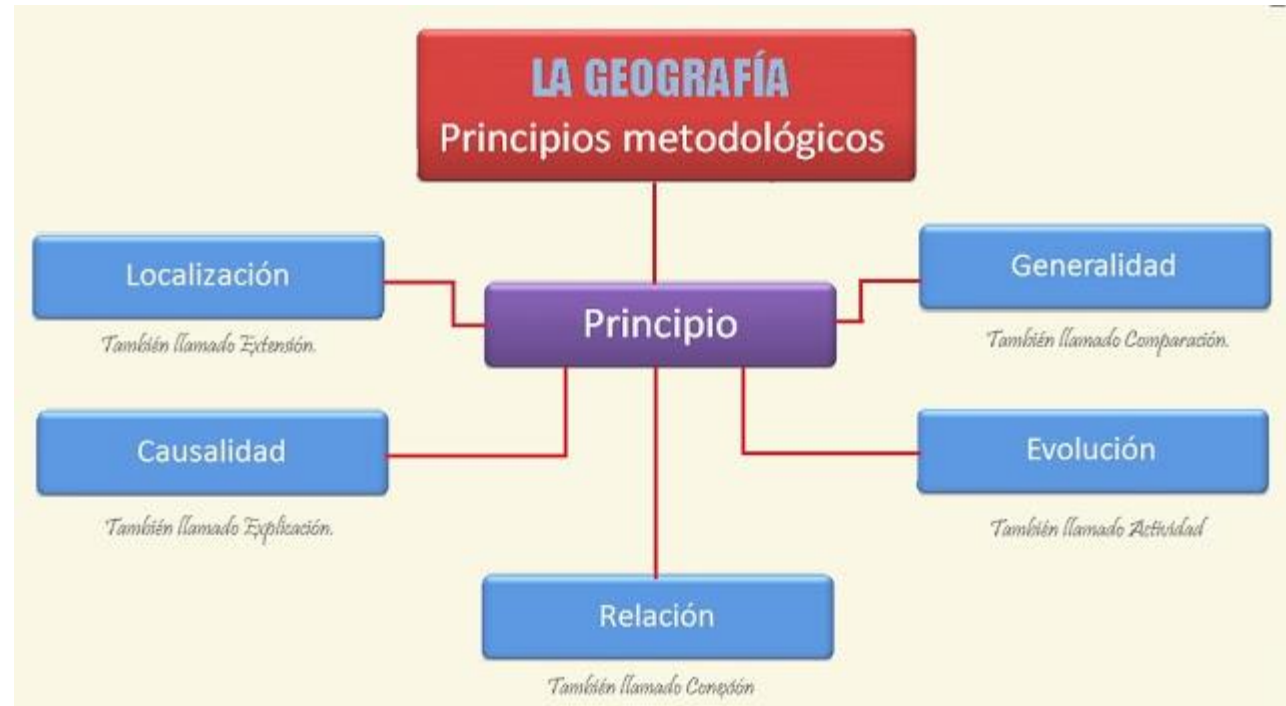 LA GEOGRAFÍA
Principios metodológicos
Localización
También llamado Extensión.
Principio
Generalidad
También llamado Comparación.
Causalidad
También llamado Explicación.
Evolución
También llamado Actividad
Relación
También llamado Conexión